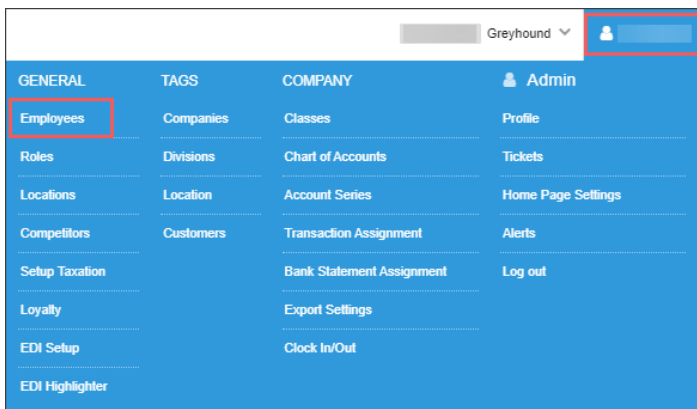 Greyhound
GENERAL
Employees
Roles
Locations
Competitors
Setup Taxation
Loyalty
EDI Setup
EDI Highlighter
TAGS
Companies
Divisions
Location
Customers
COMPANY
Classes
Chart of Accounts
Account Series
Transaction Assignment
Bank Statement Assignment
Export Settings
Clock In/Out
Admin
Profile
Tickets
Home Page Settings
Alerts
Log out